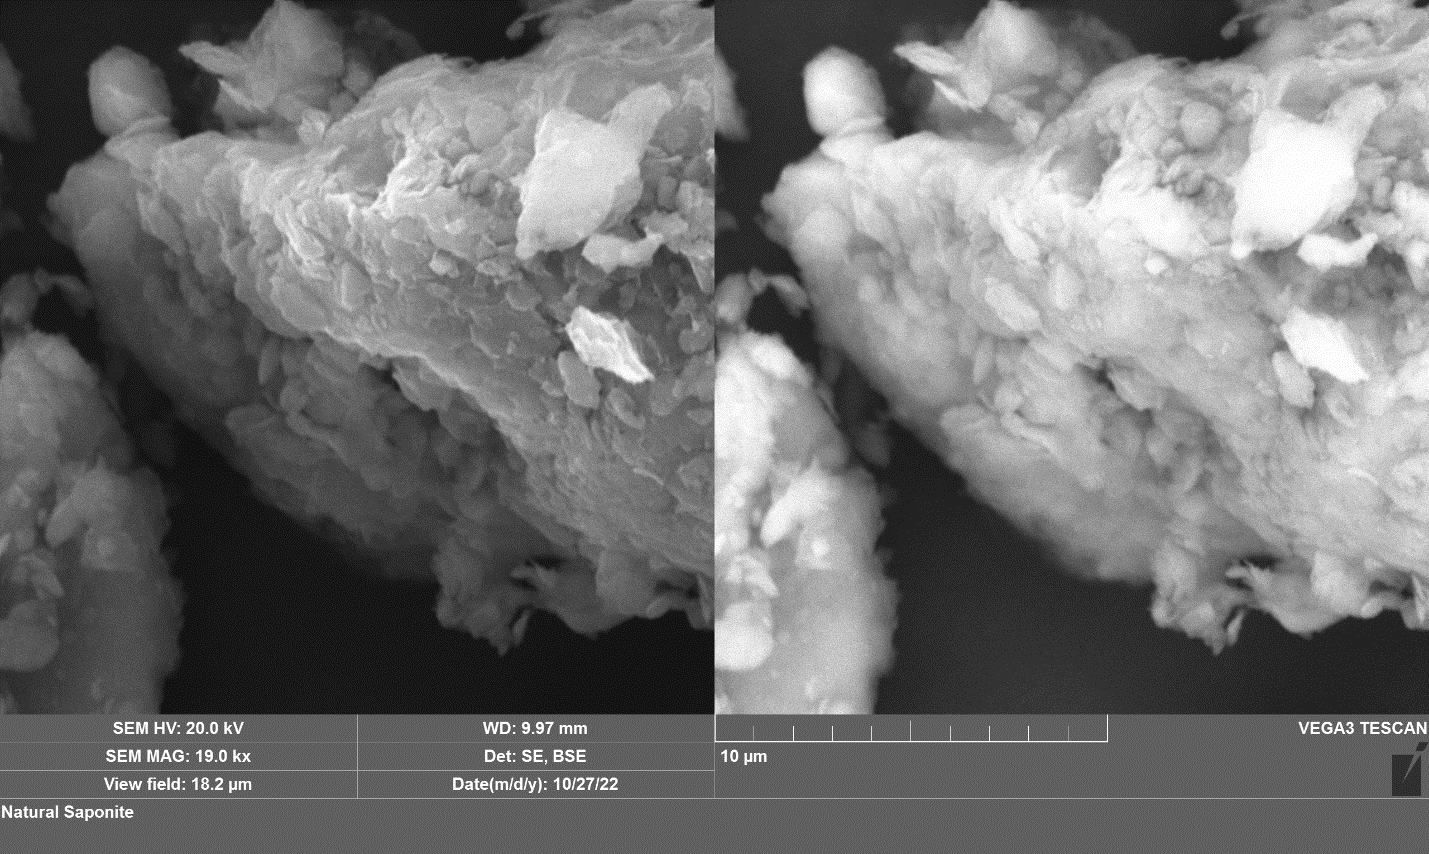 SEM HV: 20.0 kV
WD: 9.97 mm
VEGA3 TESCAN
SEM MAG: 19.0 kx
Det: SE, BSE
10 µm
View field: 18.2 µm
Date(m/d/y): 10/27/22
Natural Saponite